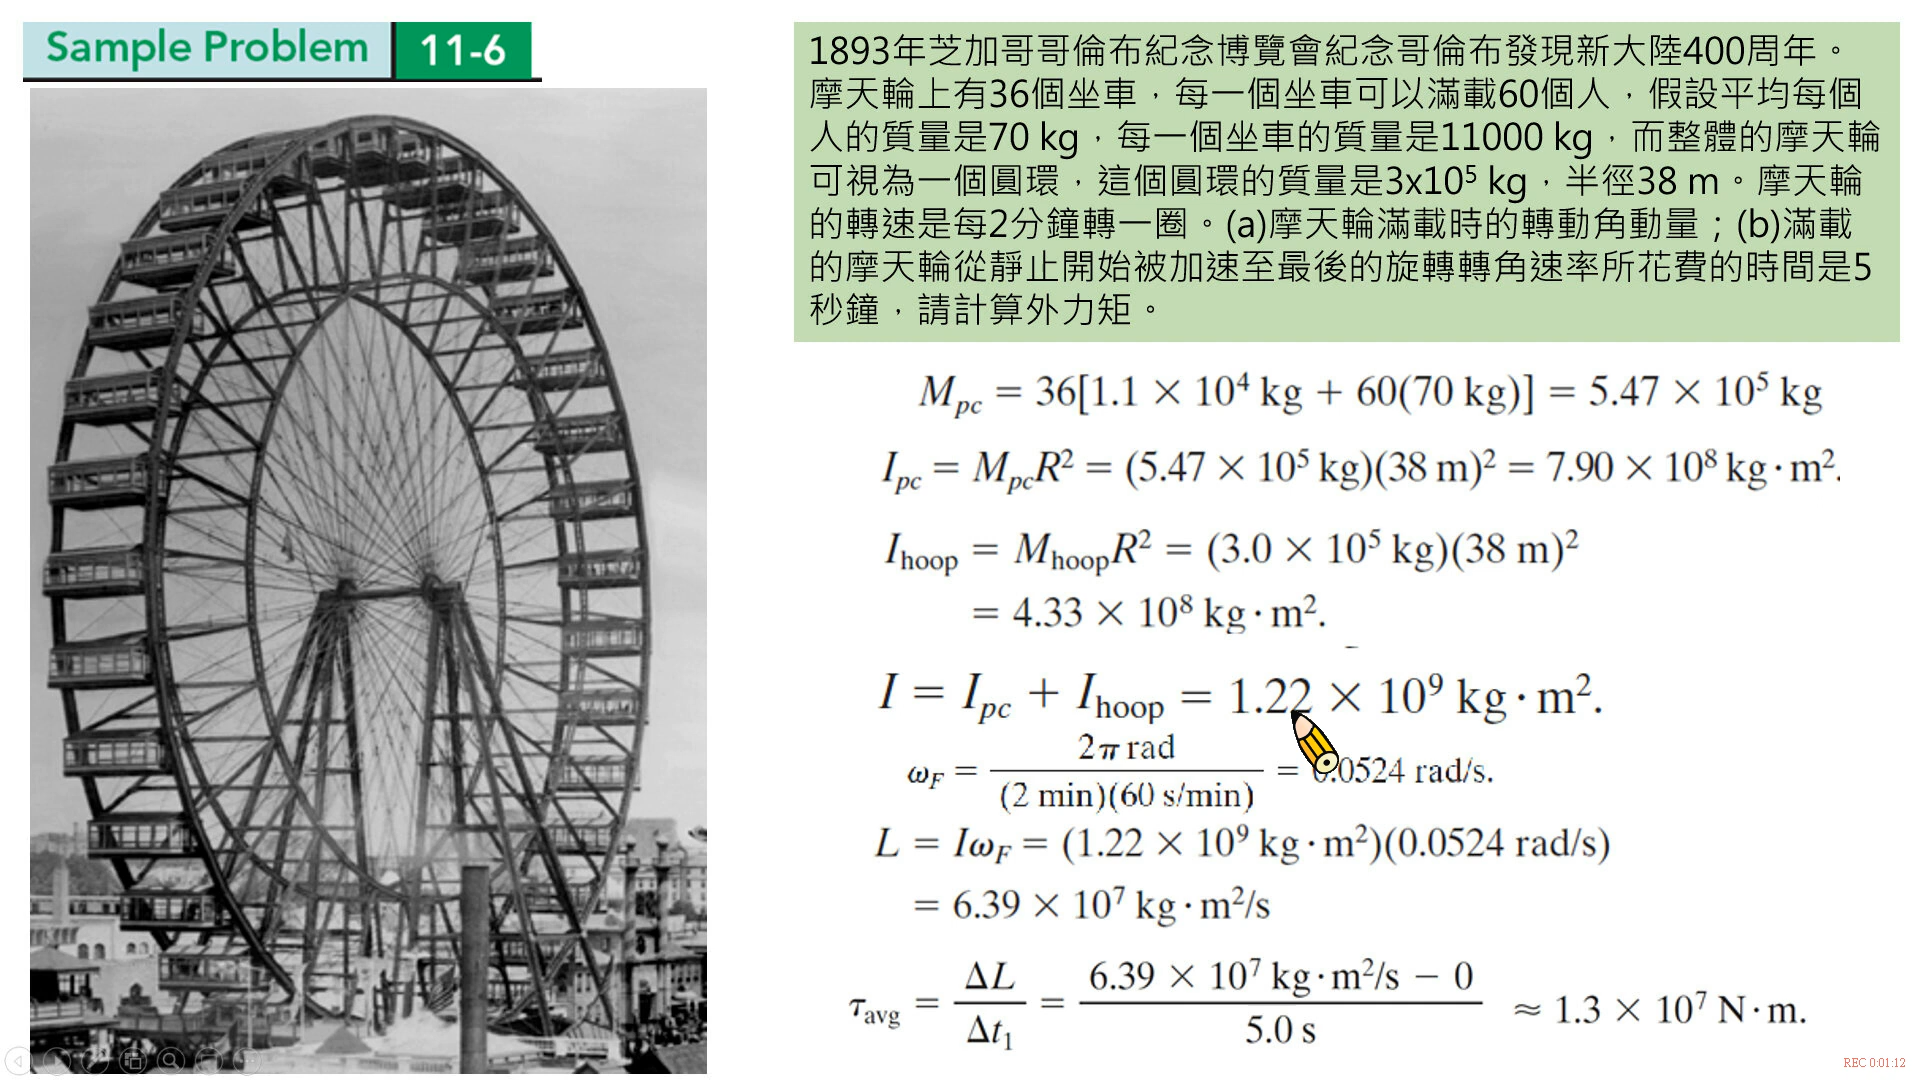 Sample Problem 11-6
1893年芝加哥哥倫布紀念博覽會紀念哥倫布發現新大陸400周年。
摩天輪上有36個坐車，每一個坐車可以滿載60個人，假設平均每個
人的質量是70 kg，每一個坐車的質量是11000 kg，而整體的摩天輪
可視為一個圓環，這個圓環的質量是3x10⁵ kg，半徑38 m。摩天輪
的轉速是每2分鐘轉一圈。(a)摩天輪滿載時的轉動角動量；(b)滿載
的摩天輪從靜止開始被加速至最後的旋轉轉角速率所花費的時間是5
秒鐘，請計算外力矩。
M_pc = 36[1.1 × 10⁴ kg + 60(70 kg)] = 5.47 × 10⁵ kg
I_pc = M_pcR² = (5.47 × 10⁵ kg)(38 m)² = 7.90 × 10⁸ kg·m².
I_hoop = M_hoopR² = (3.0 × 10⁵ kg)(38 m)²
= 4.33 × 10⁸ kg·m².
I = I_pc + I_hoop = 1.22 × 10⁹ kg·m².
ω_F = 2π rad / (2 min)(60 s/min) = 0.0524 rad/s.
L = Iω_F = (1.22 × 10⁹ kg·m²)(0.0524 rad/s)
= 6.39 × 10⁷ kg·m²/s
τ_avg = ΔL / Δt₁ = 6.39 × 10⁷ kg·m²/s − 0 / 5.0 s ≈ 1.3 × 10⁷ N·m.
REC 0:01:12